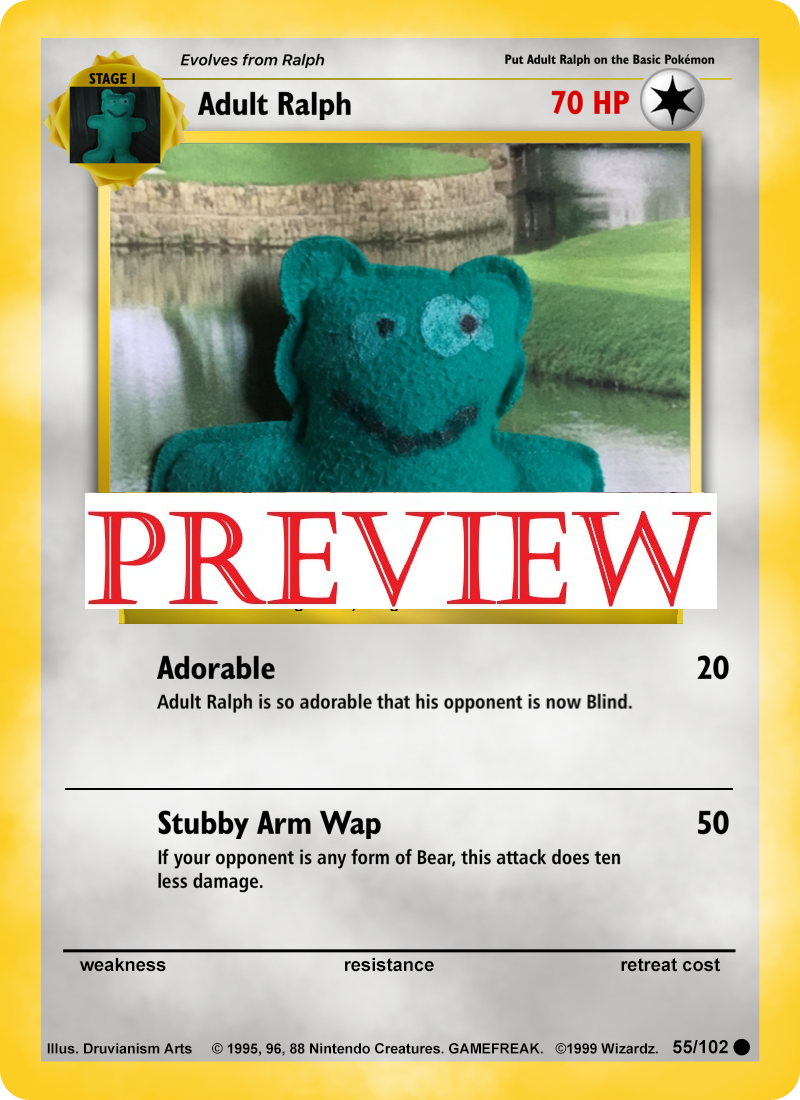 Evolves from Ralph
Put Adult Ralph on the Basic Pokémon
STAGE I
Adult Ralph
70 HP
PREVIEW
Adorable 20
Adult Ralph is so adorable that his opponent is now Blind.
Stubby Arm Wap 50
If your opponent is any form of Bear, this attack does ten
less damage.
weakness resistance retreat cost
Illus. Druvianism Arts © 1995, 96, 88 Nintendo Creatures. GAMEFREAK. ©1999 Wizardz. 55/102